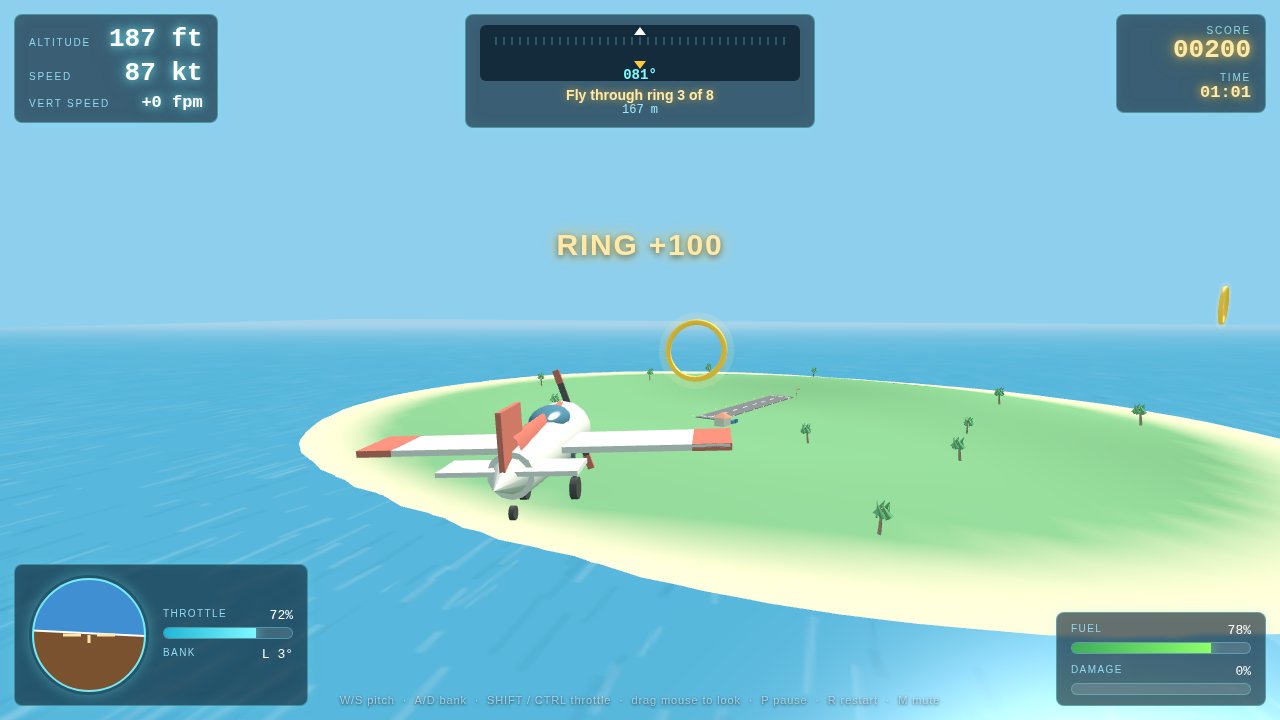 ALTITUDE 187 ft
SPEED 87 kt
VERT SPEED +0 fpm
081°
Fly through ring 3 of 8
167 m
SCORE
00200
TIME
01:01
RING +100
THROTTLE 72%
BANK L 3°
FUEL 78%
DAMAGE 0%
W/S pitch · A/D bank · SHIFT / CTRL throttle · drag mouse to look · P pause · R restart · M mute